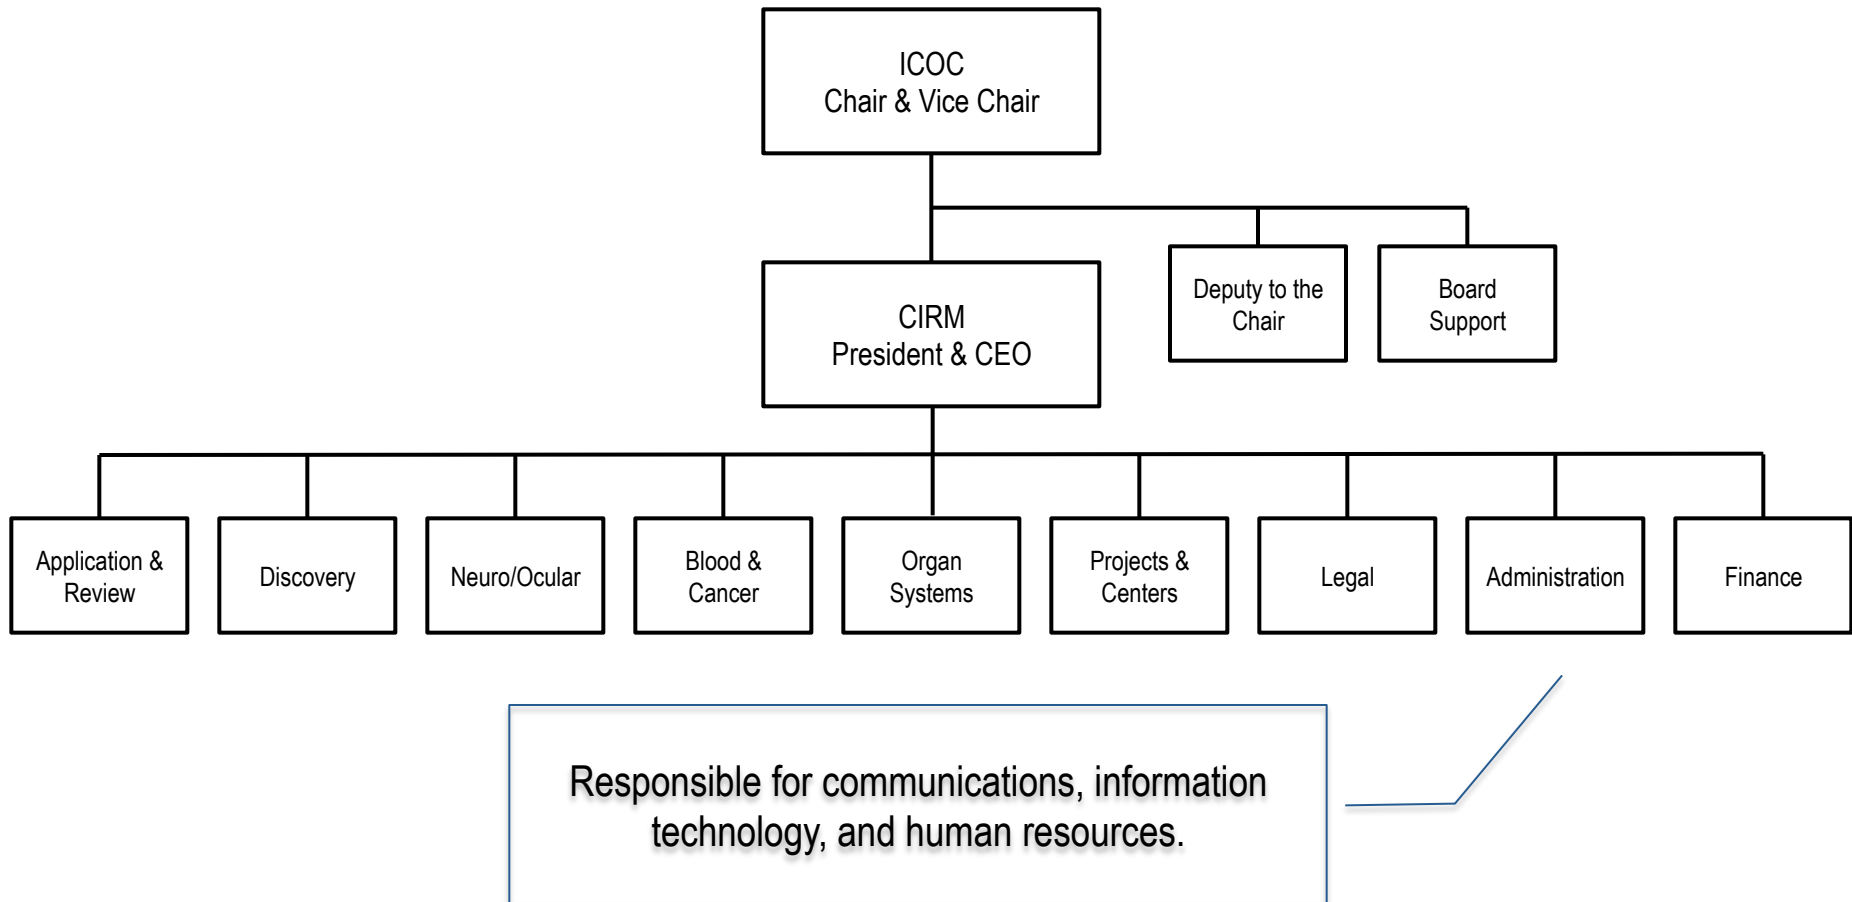 ICOC
Chair & Vice Chair
CIRM
President & CEO
Deputy to the
Chair
Board
Support
Application &
Review
Discovery
Neuro/Ocular
Blood &
Cancer
Organ
Systems
Projects &
Centers
Legal
Administration
Finance
Responsible for communications, information
technology, and human resources.